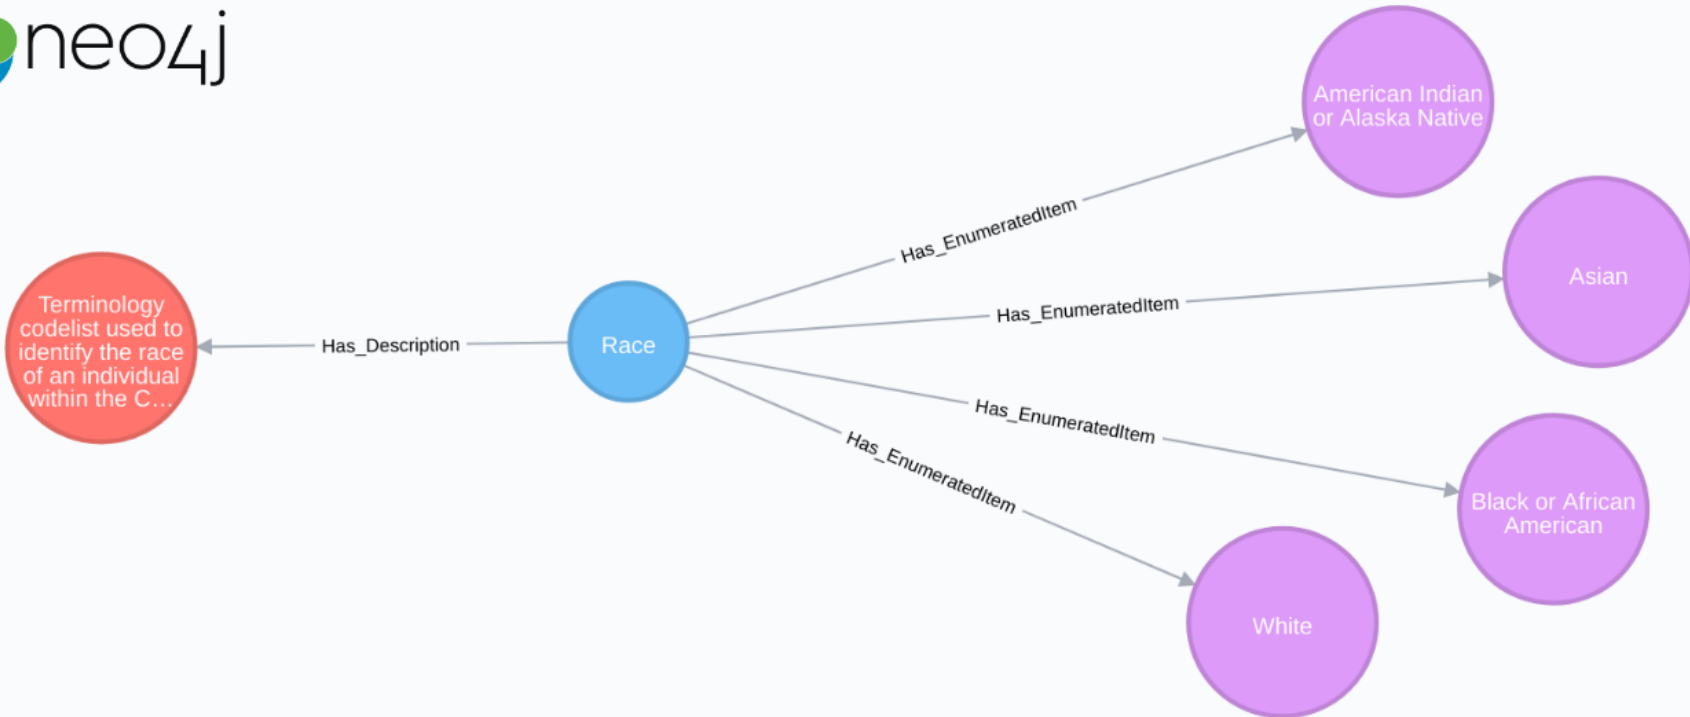 neo4j
American Indian
or Alaska Native
Has_EnumeratedItem
Asian
Has_EnumeratedItem
Terminology
codelist used to
identify the race
of an individual
within the C...
Has_Description
Race
Has_EnumeratedItem
Black or African
American
Has_EnumeratedItem
White